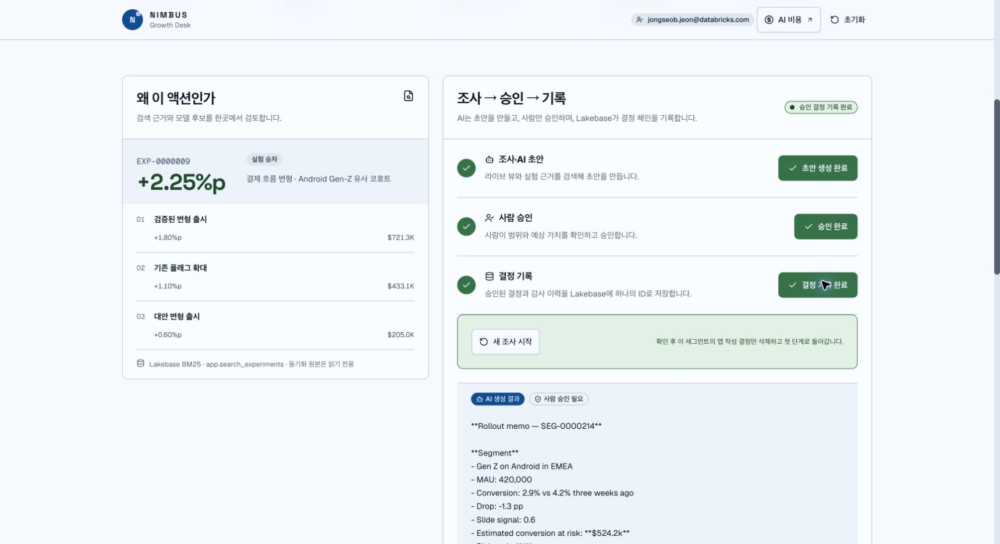 N
NIMBUS
Growth Desk
jongseob.jeon@databricks.com
AI 비용
초기화
왜 이 액션인가
검색 근거와 모델 후보를 한곳에서 검토합니다.
EXP-0000009
+2.25%p
실험 승자
결제 흐름 변형 · Android Gen-Z 유사 코호트
01 검증된 변형 출시
+1.80%p $721.3K
02 기존 플래그 확대
+1.10%p $433.1K
03 대안 변형 출시
+0.60%p $205.0K
Lakebase BM25 · app.search_experiments · 동기화 원본은 읽기 전용
조사 → 승인 → 기록
AI는 초안을 만들고, 사람만 승인하며, Lakebase가 결정 체인을 기록합니다.
승인 결정 기록 완료
조사·AI 초안
라이브 뷰와 실험 근거를 검색해 초안을 만듭니다.
초안 생성 완료
사람 승인
사람이 범위와 예상 가치를 확인하고 승인합니다.
승인 완료
결정 기록
승인된 결정과 감사 이력을 Lakebase에 하나의 ID로 저장합니다.
결정 완료
새 조사 시작
확인 후 이 세그먼트의 앱 작성 결정만 삭제하고 첫 단계로 돌아갑니다.
AI 생성 결과
사람 승인 필요
**Rollout memo — SEG-0000214**
**Segment**
- Gen Z on Android in EMEA
- MAU: 420,000
- Conversion: 2.9% vs 4.2% three weeks ago
- Drop: -1.3 pp
- Slide signal: 0.6
- Estimated conversion at risk: **$524.2k**